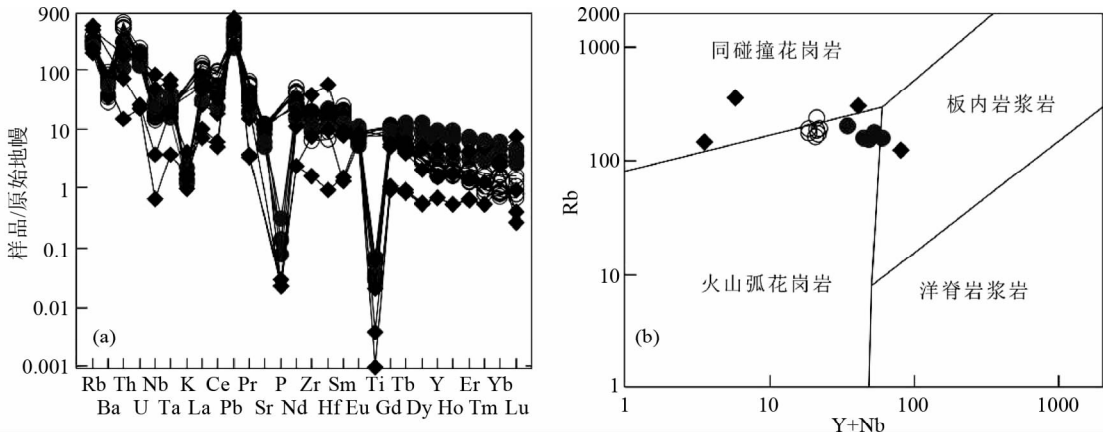 900
100
10
1
0.1
0.01
0.001
样品/原始地幔
(a)
Rb Th Nb K Ce Pr P Zr Sm Ti Tb Y Er Yb
Ba U Ta La Pb Sr Nd Hf Eu Gd Dy Ho Tm Lu
2000
1000
100
10
1
Rb
同碰撞花岗岩
板内岩浆岩
火山弧花岗岩
洋脊岩浆岩
(b)
1 10 100 1000
Y+Nb